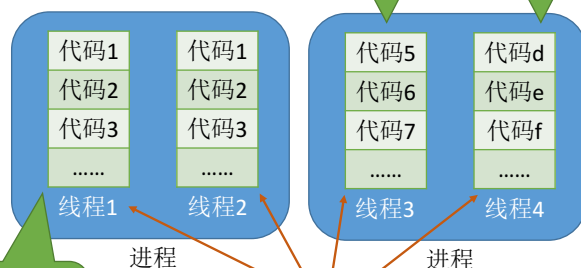 代码1
代码2
代码3
……
线程1
代码1
代码2
代码3
……
线程2
进程
代码5
代码6
代码7
……
线程3
代码d
代码e
代码f
……
线程4
进程